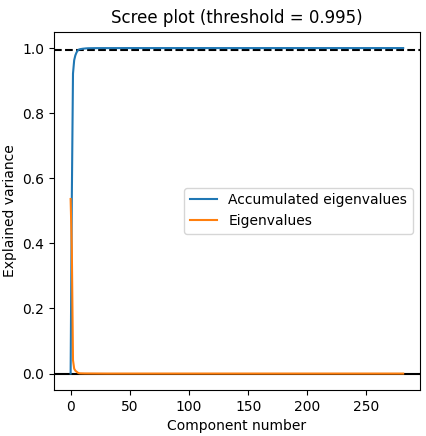 Scree plot (threshold = 0.995)
1.0
0.8
0.6
0.4
0.2
0.0
Explained variance
Accumulated eigenvalues
Eigenvalues
0 50 100 150 200 250
Component number